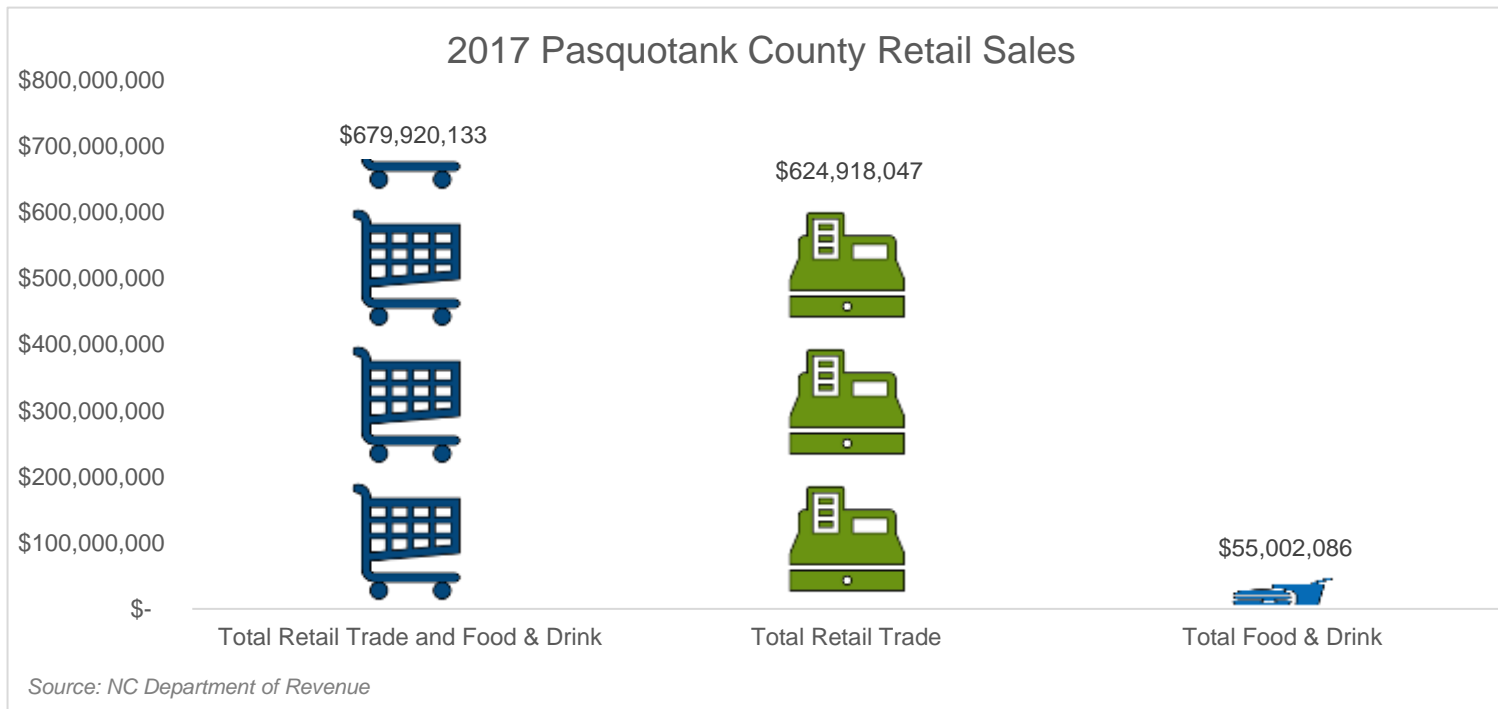 2017 Pasquotank County Retail Sales
$800,000,000
$700,000,000
$600,000,000
$500,000,000
$400,000,000
$300,000,000
$200,000,000
$100,000,000
$-
$679,920,133
$624,918,047
$55,002,086
Total Retail Trade and Food & Drink
Total Retail Trade
Total Food & Drink
Source: NC Department of Revenue